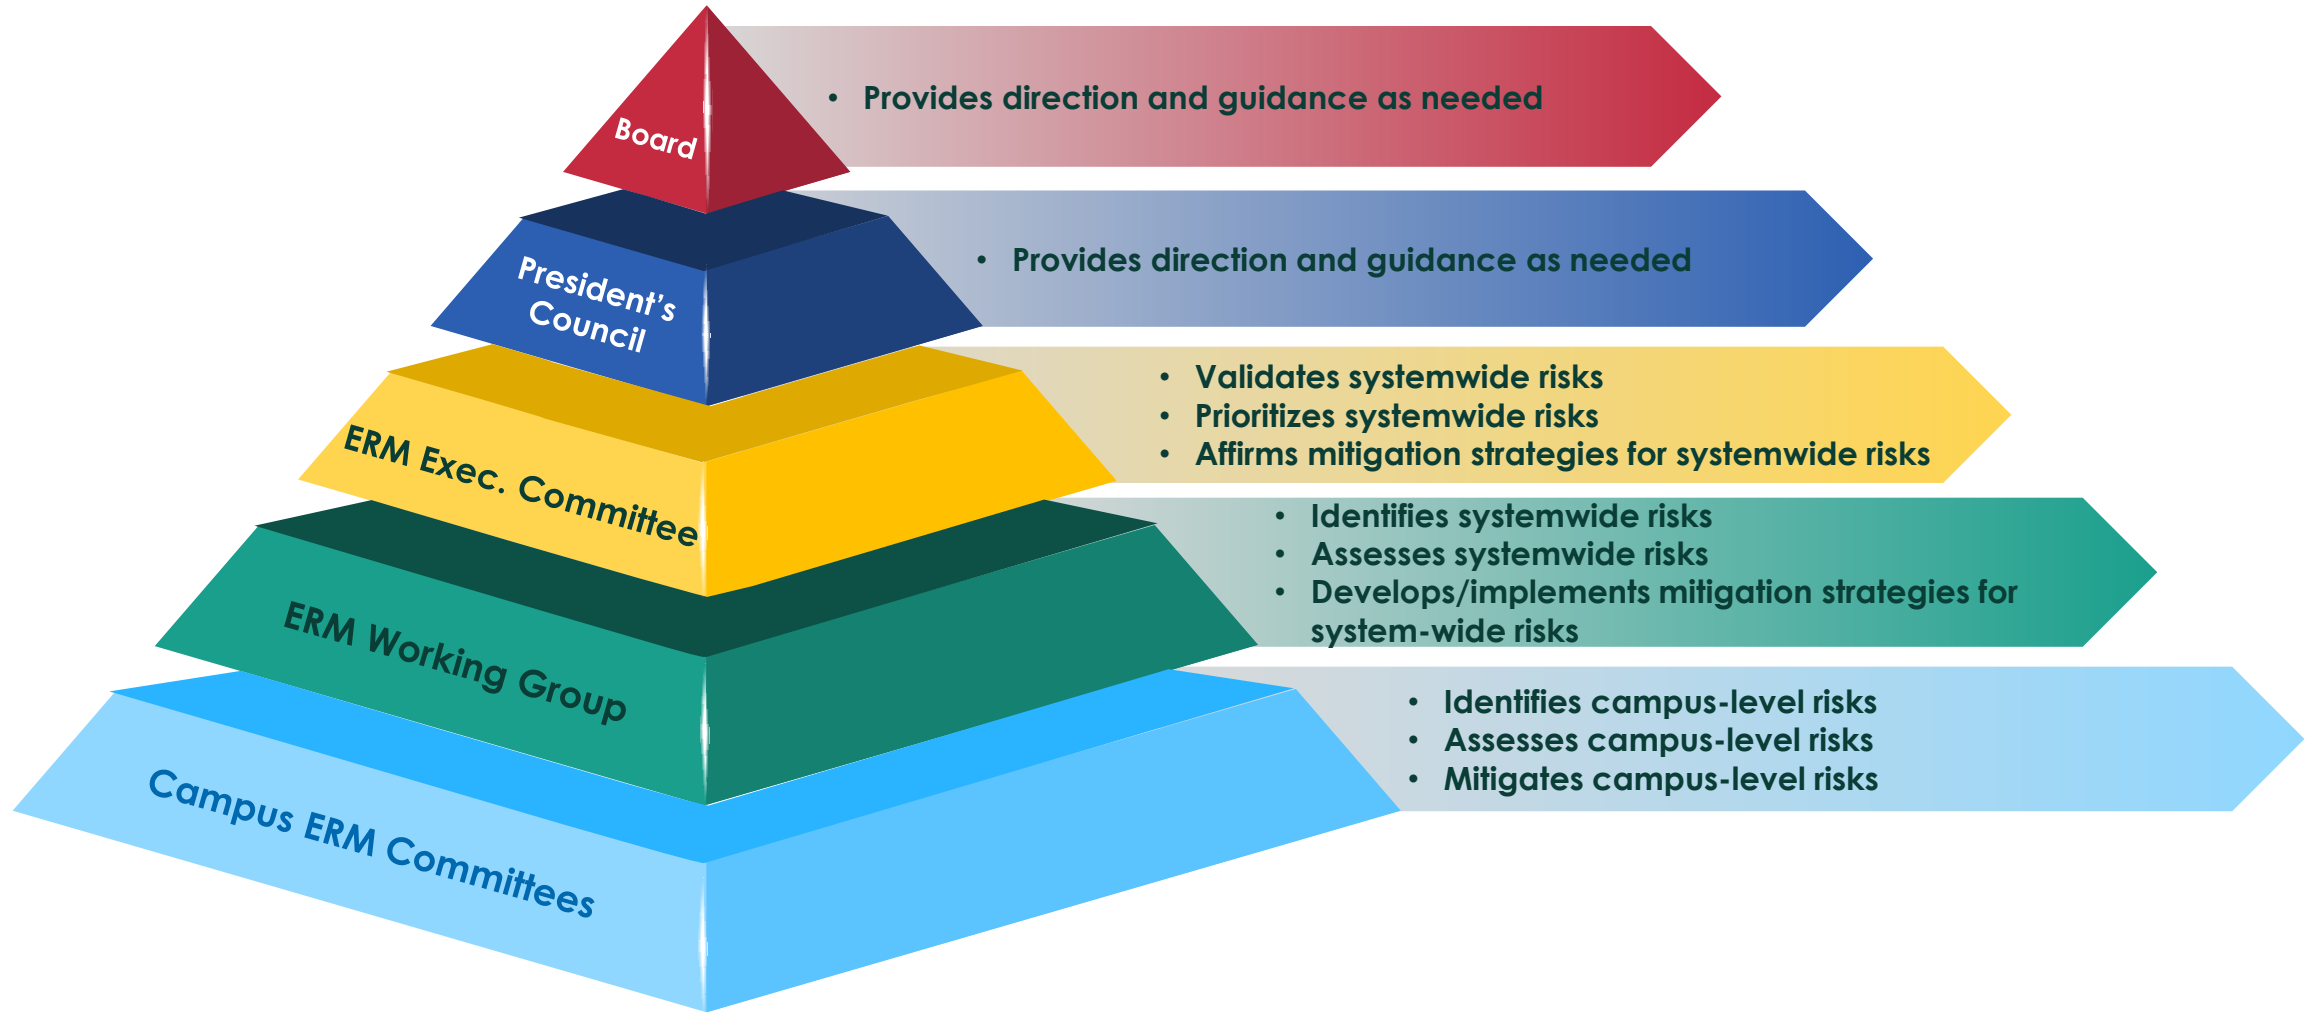 Board
• Provides direction and guidance as needed
President’s
Council
• Provides direction and guidance as needed
ERM Exec. Committee
• Validates systemwide risks
• Prioritizes systemwide risks
• Affirms mitigation strategies for systemwide risks
ERM Working Group
• Identifies systemwide risks
• Assesses systemwide risks
• Develops/implements mitigation strategies for
system-wide risks
Campus ERM Committees
• Identifies campus-level risks
• Assesses campus-level risks
• Mitigates campus-level risks